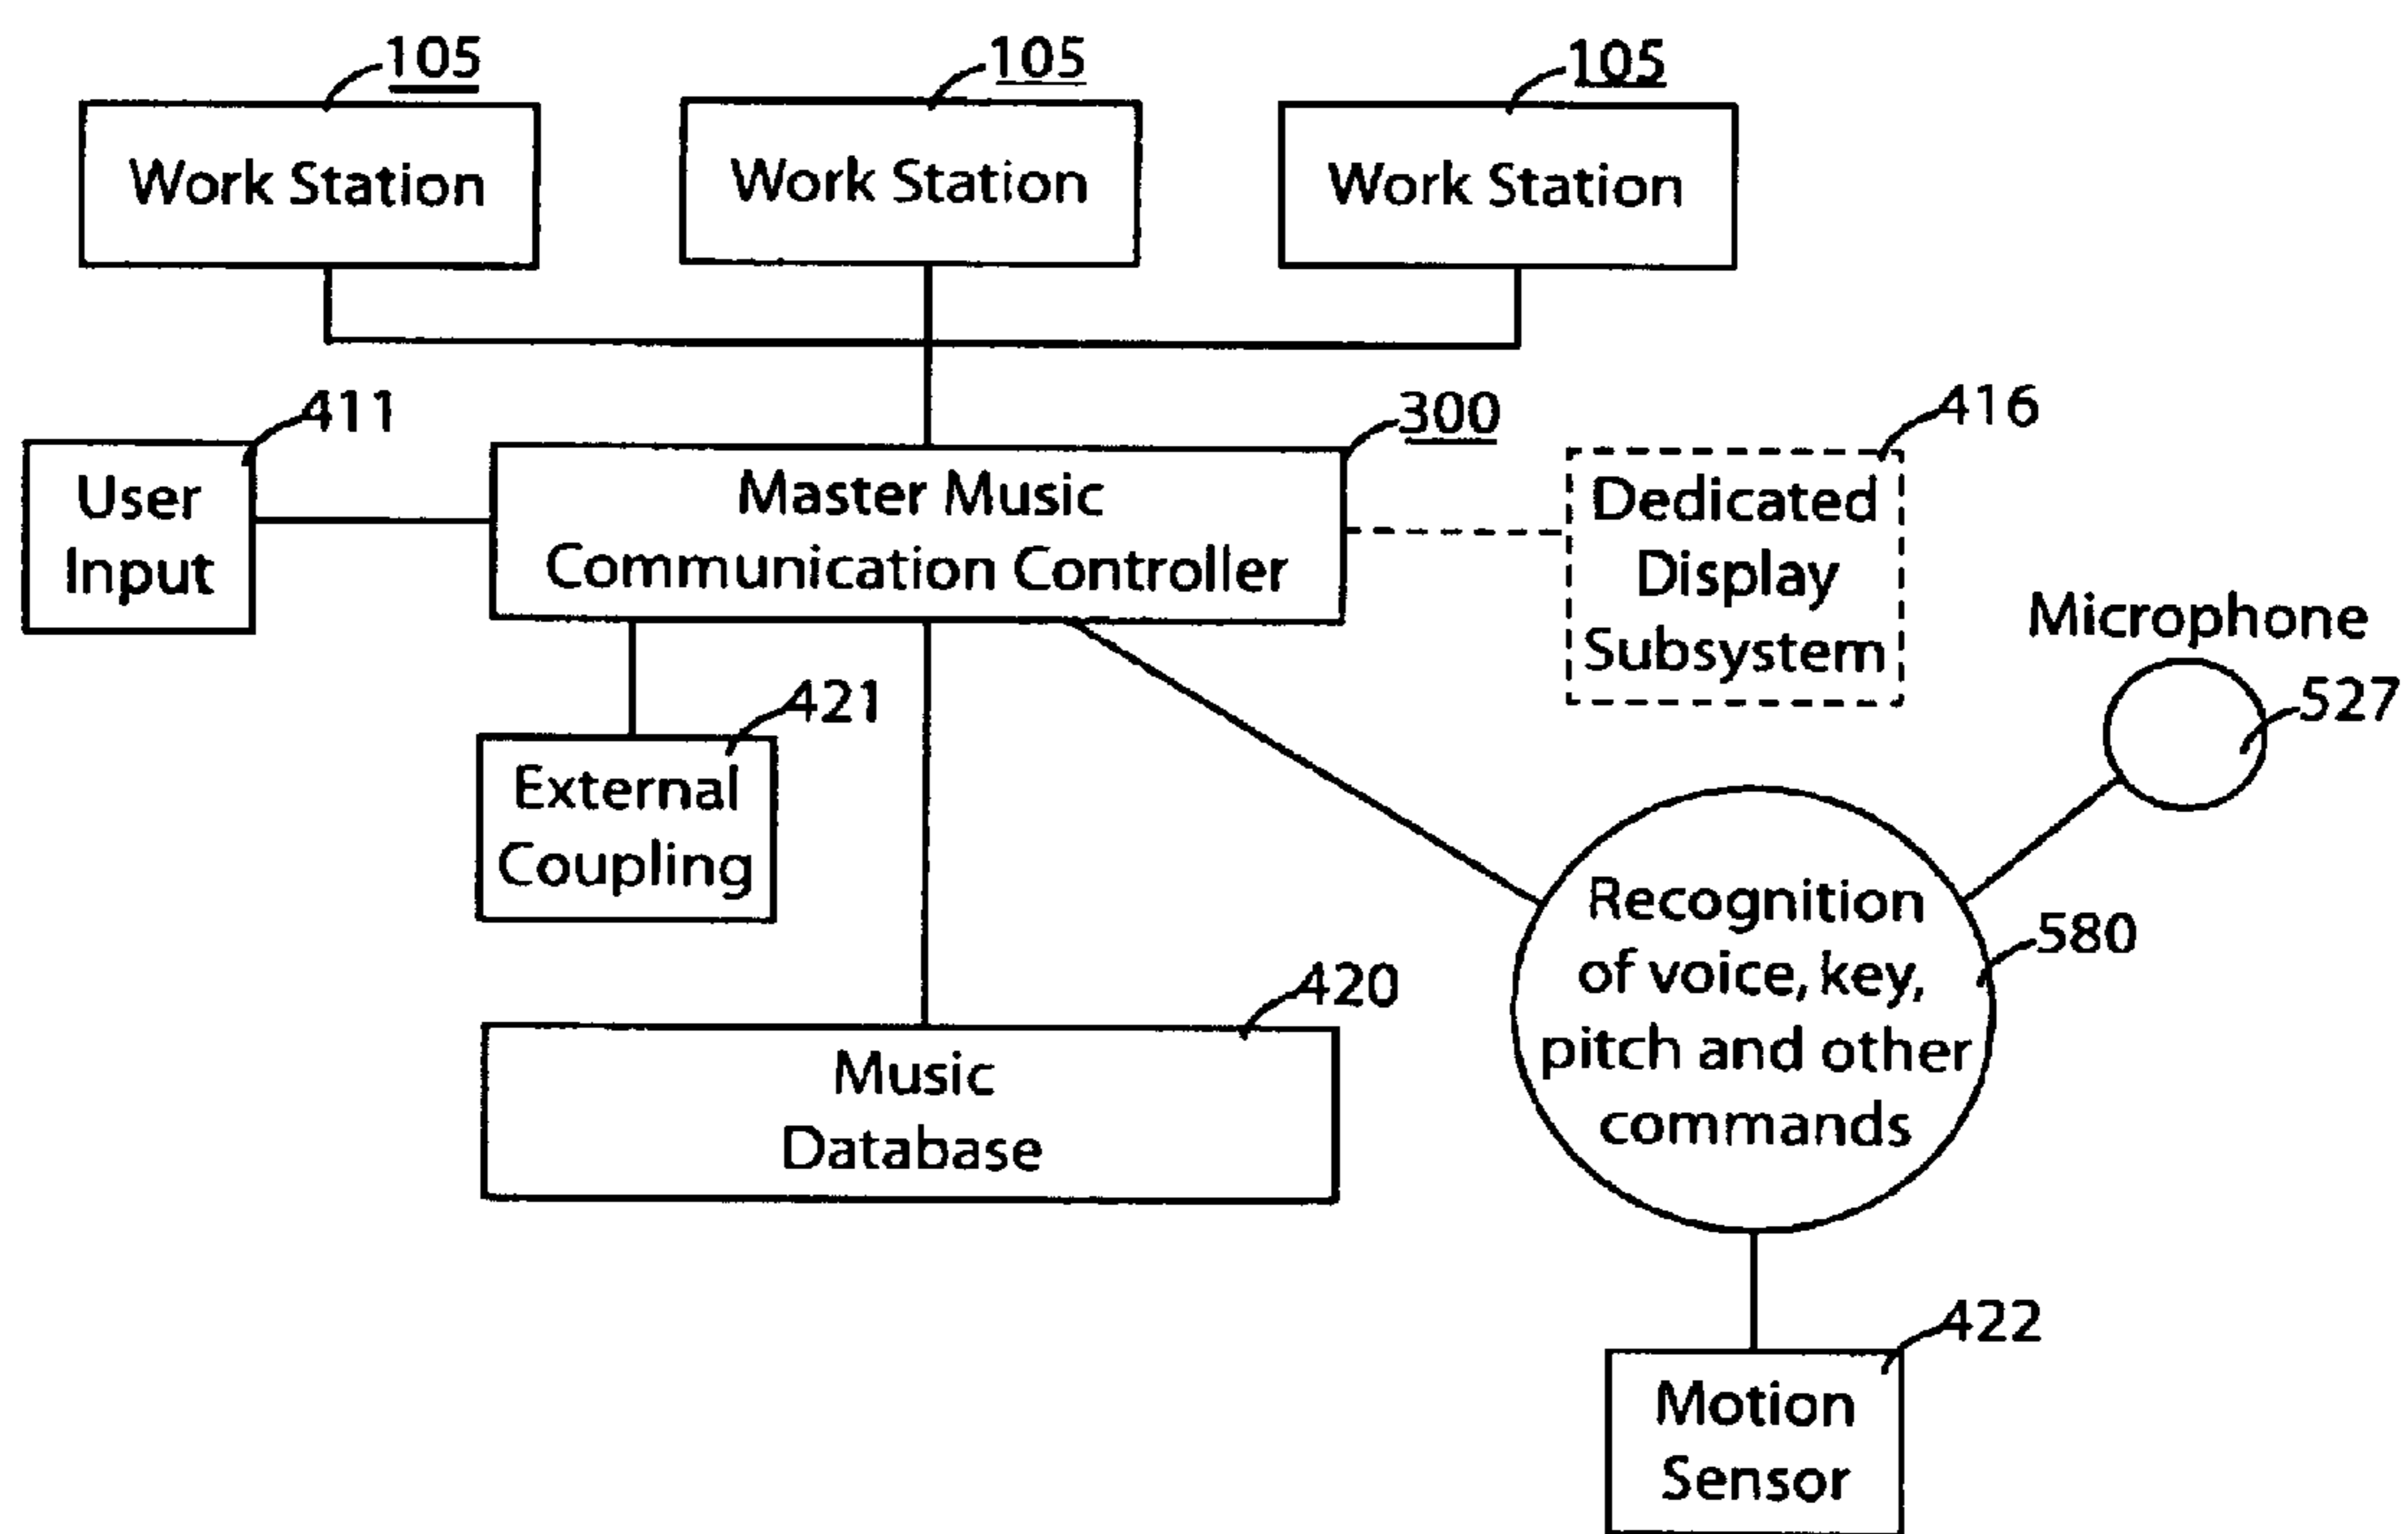 105
105
105
Work Station
Work Station
Work Station
411
300
416
User
Input
Master Music
Communication Controller
Dedicated
Display
Subsystem
Microphone
527
421
External
Coupling
Recognition
of voice, key,
pitch and other
commands
580
420
Music
Database
422
Motion
Sensor